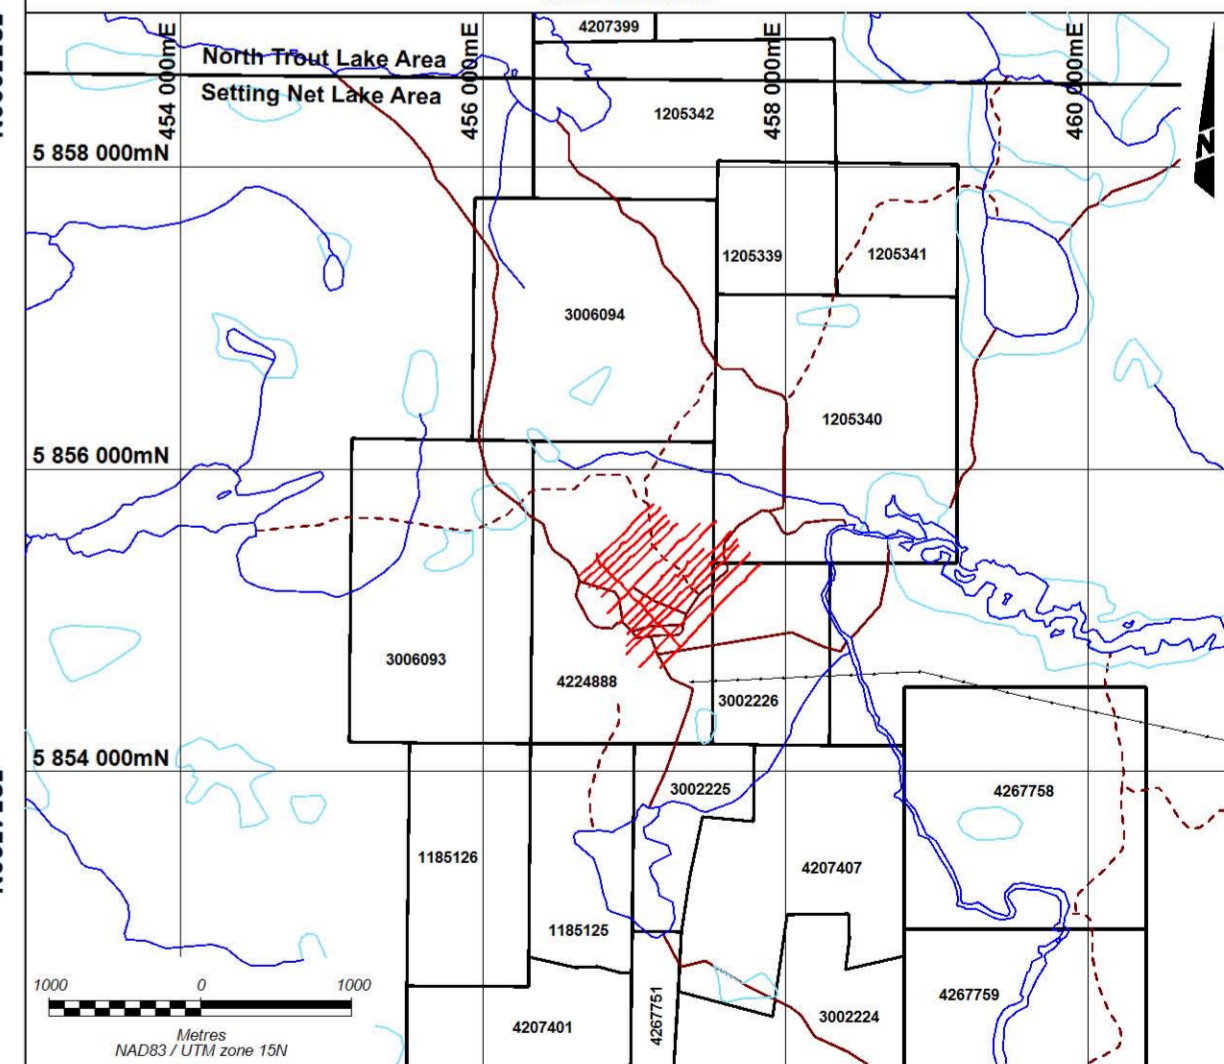 4207399
North Trout Lake Area
Setting Net Lake Area
454 000mE
456 000mE
458 000mE
460 000mE
1205342
N
5 858 000mN
1205339
1205341
3006094
1205340
5 856 000mN
3006093
4224888
3002226
5 854 000mN
3002225
4267758
1185126
4207407
1185125
4267759
4267751
3002224
4207401
1000 0 1000
Metres
NAD83 / UTM zone 15N